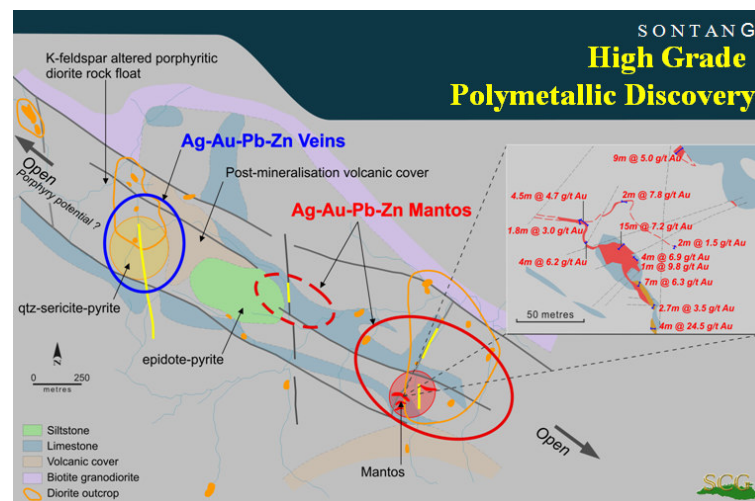 SONTANG
High Grade
Polymetallic Discovery
K-feldspar altered porphyritic
diorite rock float
Ag-Au-Pb-Zn Veins
Open
Porphyry potential ?
Post-mineralisation volcanic cover
Ag-Au-Pb-Zn Mantos
qtz-sericite-pyrite
epidote-pyrite
N
0 250
metres
Siltstone
Limestone
Volcanic cover
Biotite granodiorite
Diorite outcrop
Mantos
Open
9m @ 5.0 g/t Au
4.5m @ 4.7 g/t Au
2m @ 7.8 g/t Au
1.8m @ 3.0 g/t Au
15m @ 7.2 g/t Au
2m @ 1.5 g/t Au
4m @ 6.2 g/t Au
4m @ 6.9 g/t Au
1m @ 9.8 g/t Au
7m @ 6.3 g/t Au
2.7m @ 3.5 g/t Au
4m @ 24.5 g/t Au
50 metres
SCG